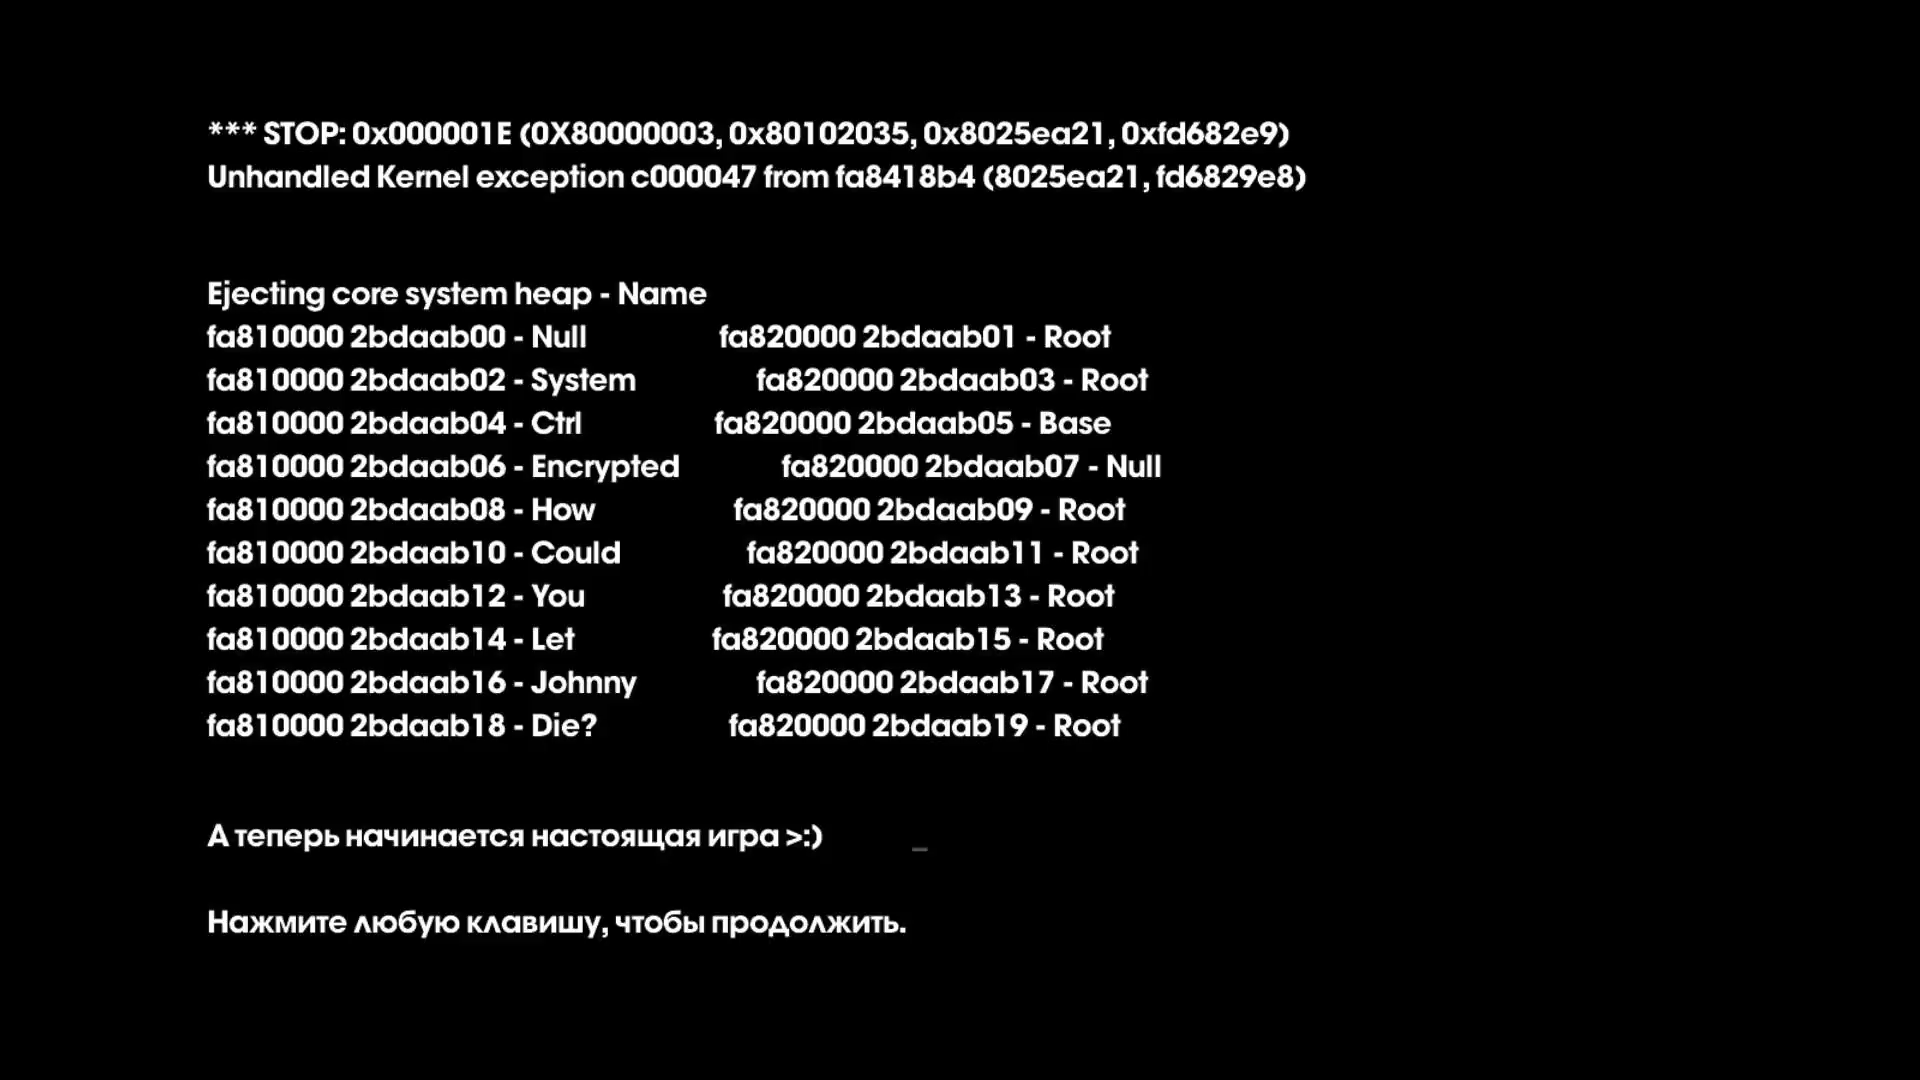 *** STOP: 0x000001E (0X80000003, 0x80102035, 0x8025ea21, 0xfd682e9)
Unhandled Kernel exception c000047 from fa8418b4 (8025ea21, fd6829e8)
Ejecting core system heap - Name
fa810000 2bdaab00 - Null fa820000 2bdaab01 - Root
fa810000 2bdaab02 - System fa820000 2bdaab03 - Root
fa810000 2bdaab04 - Ctrl fa820000 2bdaab05 - Base
fa810000 2bdaab06 - Encrypted fa820000 2bdaab07 - Null
fa810000 2bdaab08 - How fa820000 2bdaab09 - Root
fa810000 2bdaab10 - Could fa820000 2bdaab11 - Root
fa810000 2bdaab12 - You fa820000 2bdaab13 - Root
fa810000 2bdaab14 - Let fa820000 2bdaab15 - Root
fa810000 2bdaab16 - Johnny fa820000 2bdaab17 - Root
fa810000 2bdaab18 - Die? fa820000 2bdaab19 - Root
А теперь начинается настоящая игра >:) _
Нажмите любую клавишу, чтобы продолжить.